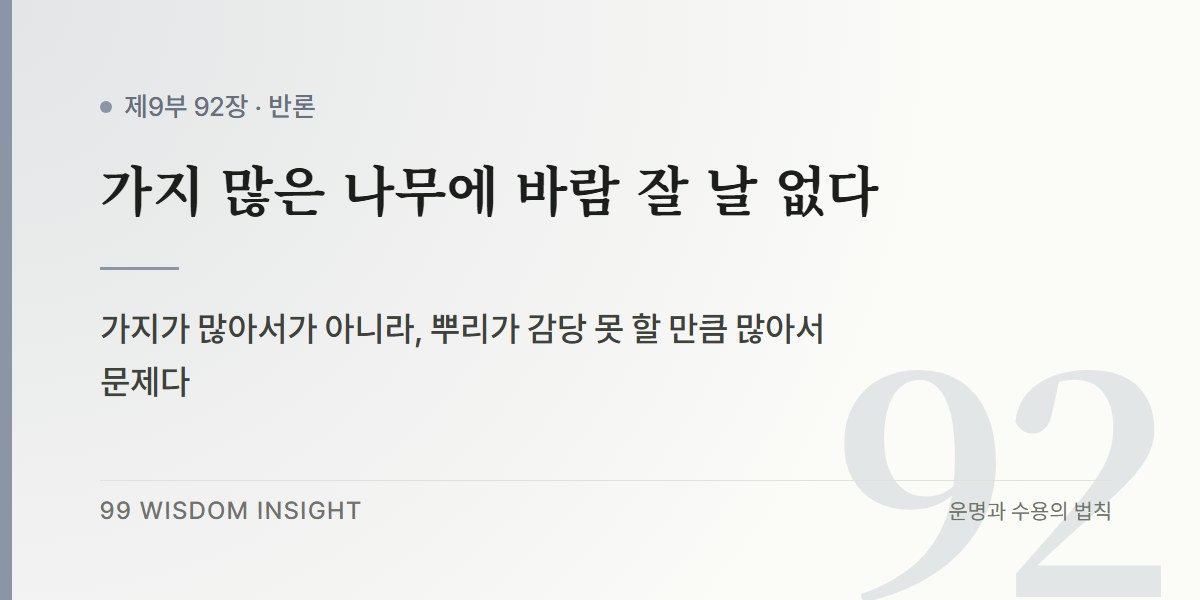 제9부 92장 · 반론
가지 많은 나무에 바람 잘 날 없다
가지가 많아서가 아니라, 뿌리가 감당 못 할 만큼 많아서
문제다
99 WISDOM INSIGHT
운명과 수용의 법칙
92